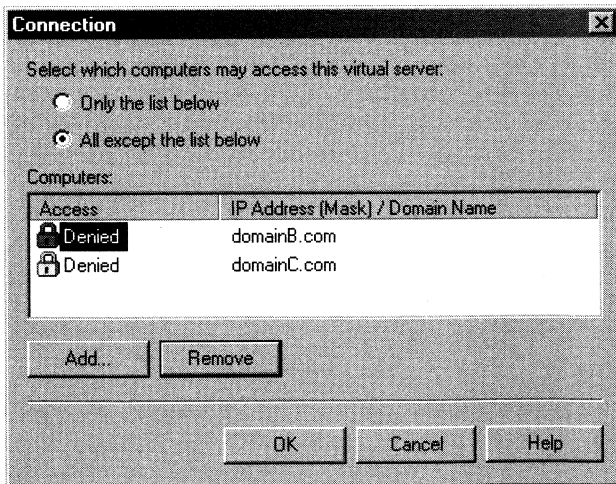 Connection
Select which computers may access this virtual server:
Only the list below
All except the list below
Computers:
Access IP Address (Mask) / Domain Name
Denied domainB.com
Denied domainC.com
Add... Remove
OK Cancel Help